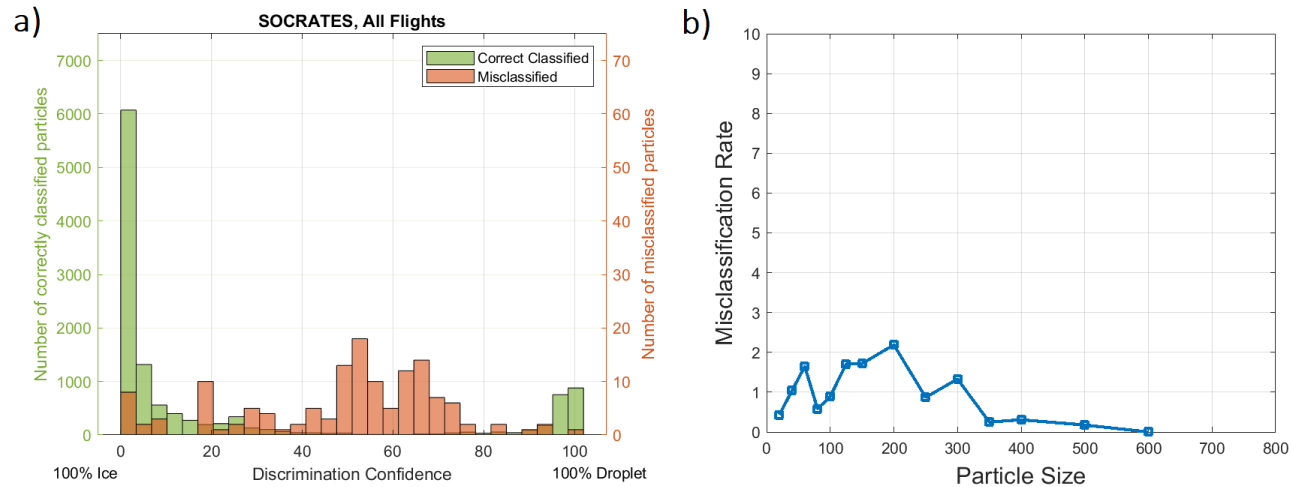 a)
SOCRATES, All Flights
Correct Classified
Misclassified
Number of correctly classified particles
7000
6000
5000
4000
3000
2000
1000
0
Number of misclassified particles
70
60
50
40
30
20
10
0
0 20 40 60 80 100
100% Ice Discrimination Confidence 100% Droplet
b)
Misclassification Rate
10
9
8
7
6
5
4
3
2
1
0
0 100 200 300 400 500 600 700 800
Particle Size